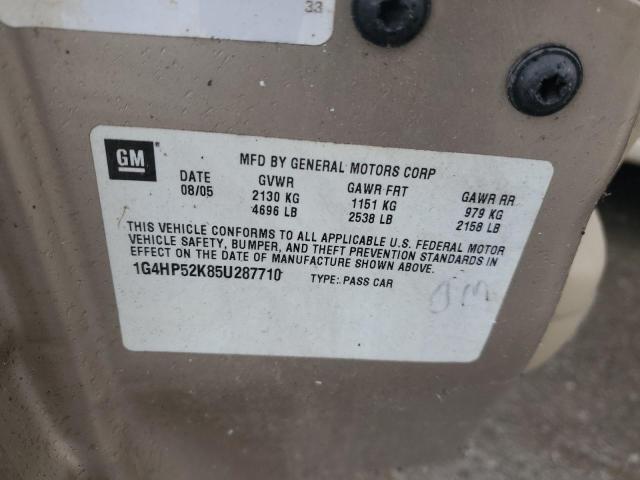 33
GM
MFD BY GENERAL MOTORS CORP
DATE GVWR GAWR FRT GAWR RR
08/05 2130 KG 1151 KG 979 KG
4696 LB 2538 LB 2158 LB
THIS VEHICLE CONFORMS TO ALL APPLICABLE U.S. FEDERAL MOTOR
VEHICLE SAFETY, BUMPER, AND THEFT PREVENTION STANDARDS IN
EFFECT ON THE DATE OF MANUFACTURE SHOWN ABOVE.
1G4HP52K85U287710 TYPE: PASS CAR